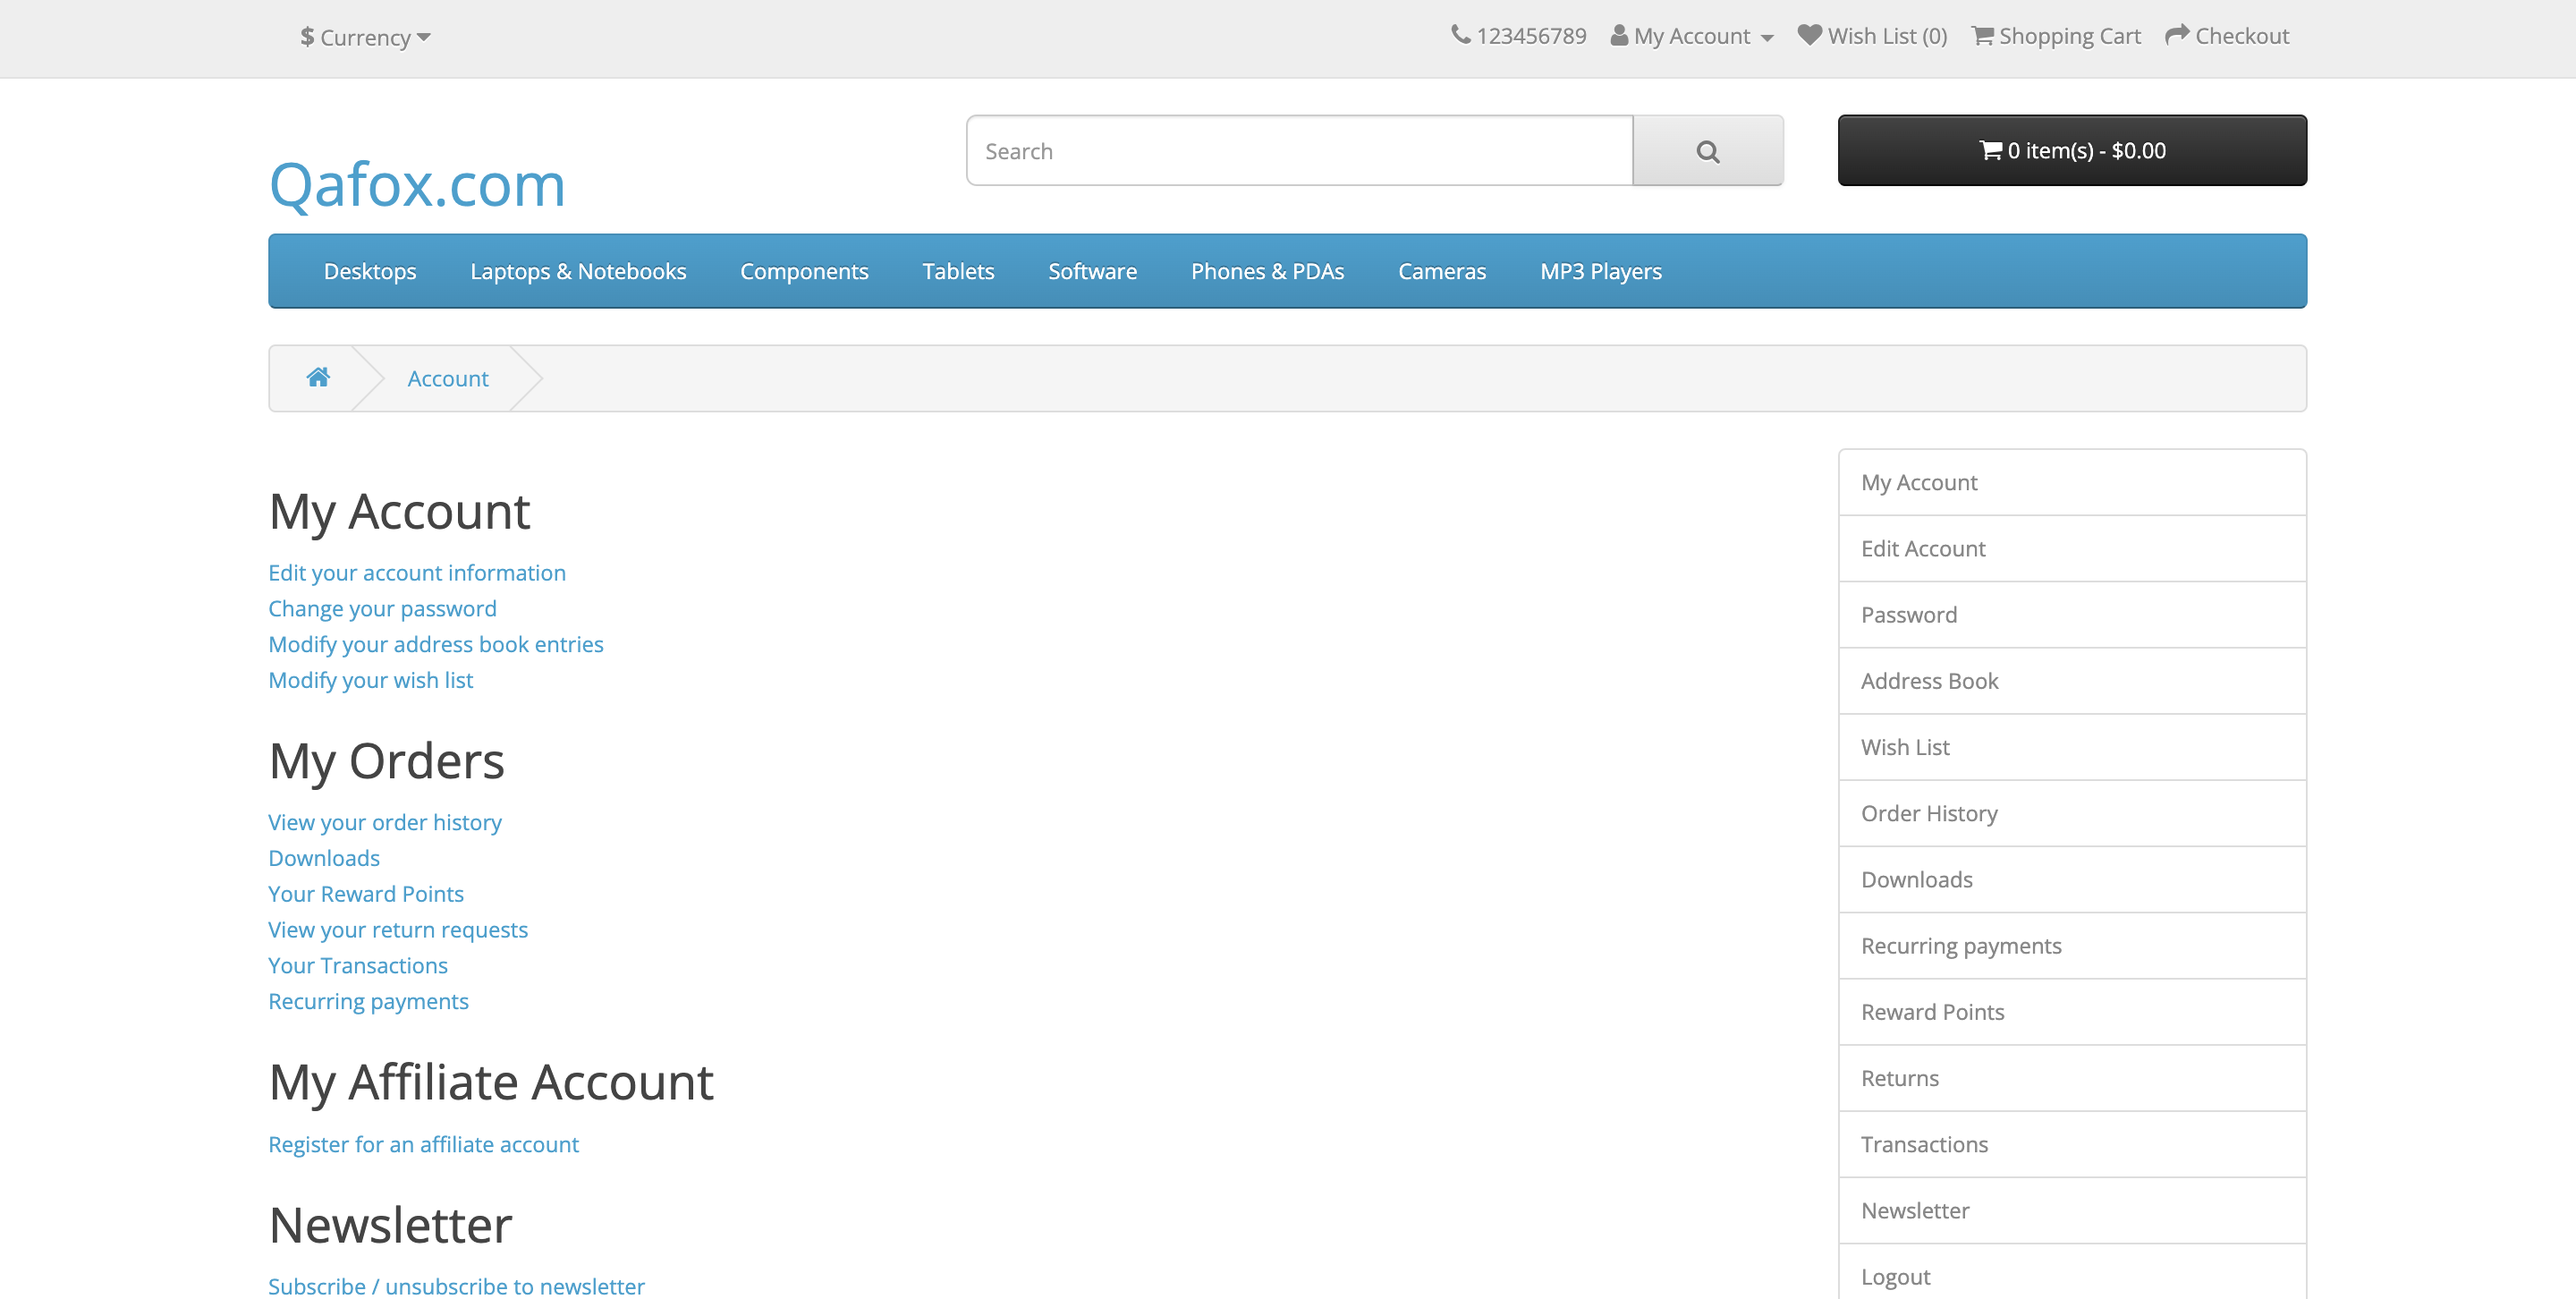 $ Currency
123456789 My Account Wish List (0) Shopping Cart Checkout
Qafox.com
Search
0 item(s) - $0.00
Desktops Laptops & Notebooks Components Tablets Software Phones & PDAs Cameras MP3 Players
Account
My Account
Edit your account information
Change your password
Modify your address book entries
Modify your wish list
My Orders
View your order history
Downloads
Your Reward Points
View your return requests
Your Transactions
Recurring payments
My Affiliate Account
Register for an affiliate account
Newsletter
Subscribe / unsubscribe to newsletter
My Account
Edit Account
Password
Address Book
Wish List
Order History
Downloads
Recurring payments
Reward Points
Returns
Transactions
Newsletter
Logout